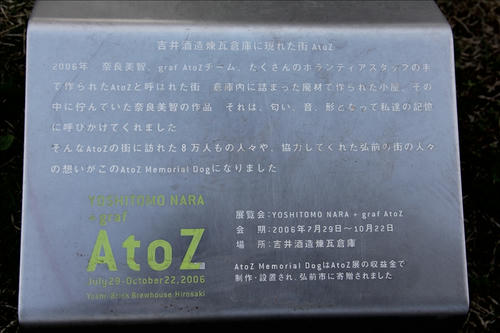 吉井酒造煉瓦倉庫に現れた街 AtoZ
2006年　奈良美智、graf AtoZチーム、たくさんのボランティアスタッフの手
で作られたAtoZと呼ばれた街　倉庫内に詰まった廃材で作られた小屋、その
中に佇んでいた奈良美智の作品　それは、匂い、音、形となって私達の記憶
に呼びかけてくれました
そんなAtoZの街に訪れた8万人もの人々や、協力してくれた弘前の街の人々
の想いがこのAtoZ Memorial Dogになりました
YOSHITOMO NARA
+ graf
AtoZ
July29-October22,2006
Yoshii Brick Brewhouse Hirosaki
展覧会:YOSHITOMO NARA + graf AtoZ
会　期:2006年7月29日〜10月22日
場　所:吉井酒造煉瓦倉庫
AtoZ Memorial DogはAtoZ展の収益金で
制作・設置され、弘前市に寄贈されました